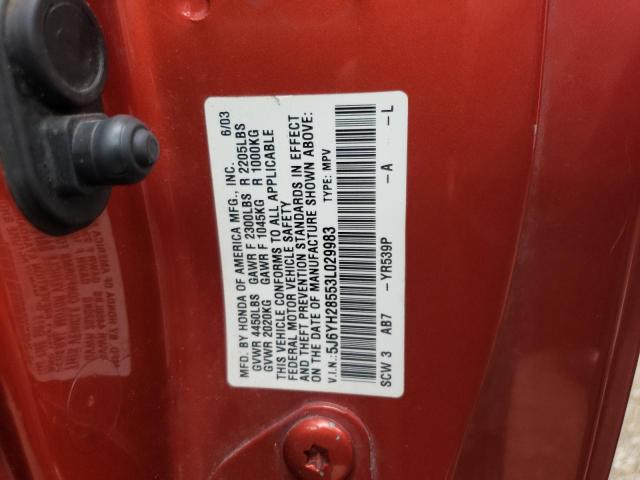 MFD. BY HONDA OF AMERICA MFG., INC. 6/03
GVWR 4450LBS GAWR F 2300LBS R 2205LBS
GVWR 2020KG GAWR F 1045KG R 1000KG
THIS VEHICLE CONFORMS TO ALL APPLICABLE
FEDERAL MOTOR VEHICLE SAFETY
AND THEFT PREVENTION STANDARDS IN EFFECT
ON THE DATE OF MANUFACTURE SHOWN ABOVE.
V.I.N.: 5J6YH28553L029983 TYPE: MPV
SCW 3 AB7 -YR539P -A -L